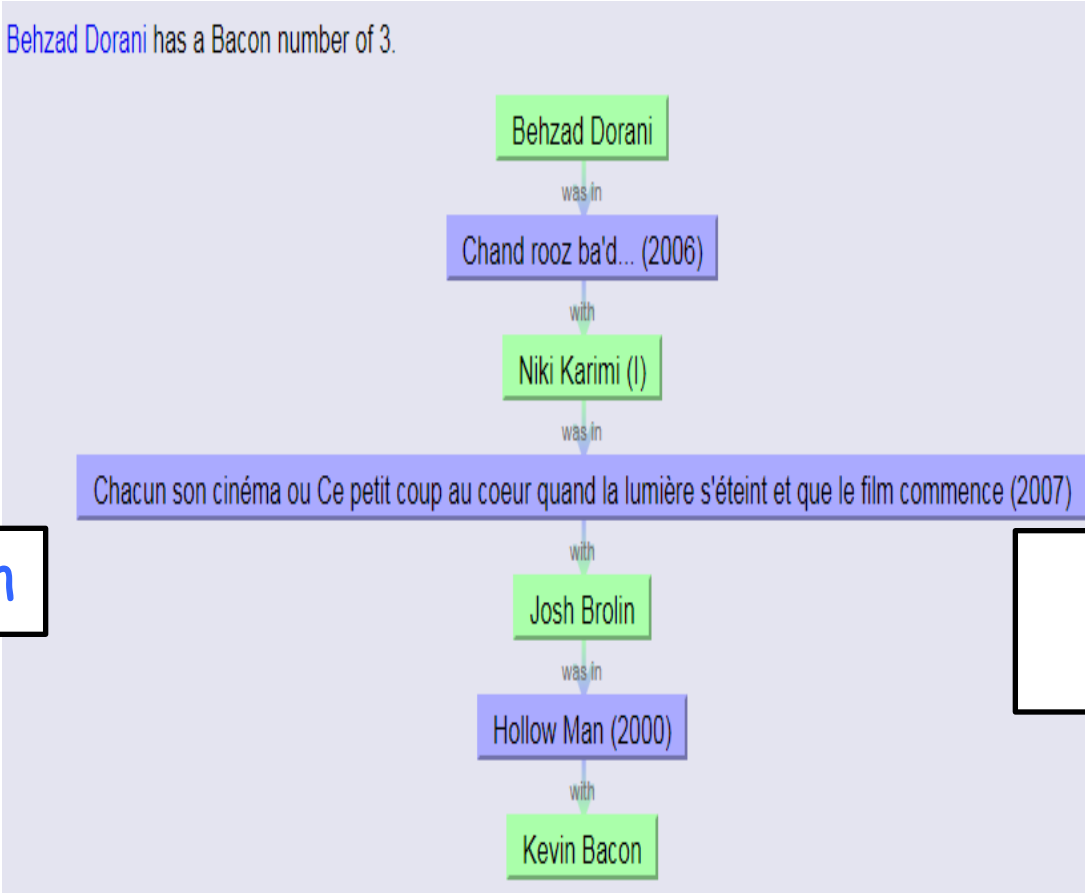 Behzad Dorani has a Bacon number of 3.
Behzad Dorani
was in
Chand rooz ba'd... (2006)
with
Niki Karimi (I)
was in
Chacun son cinéma ou Ce petit coup au coeur quand la lumière s'éteint et que le film commence (2007)
with
Josh Brolin
was in
Hollow Man (2000)
with
Kevin Bacon